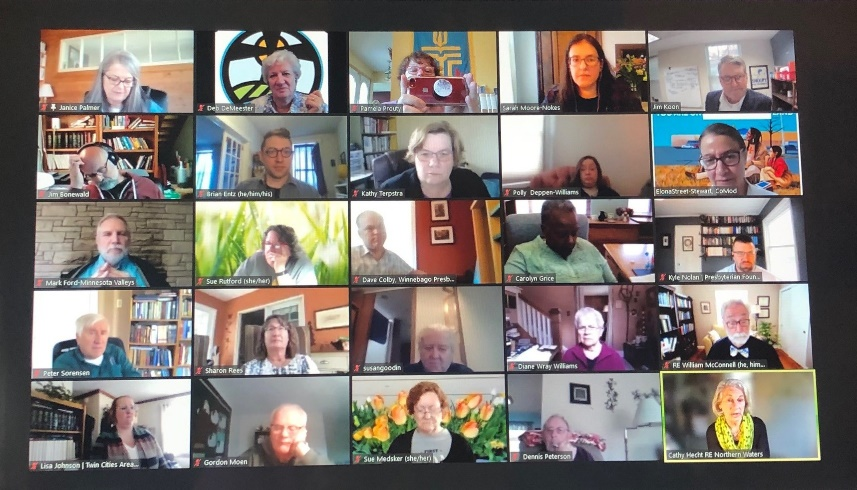 Janice Palmer
Deb DeMeester
Pamela Prouty
Sarah Moore-Nokes
Jim Koon
Jim Bonewald
Brian Entz (he/him/his)
Kathy Terpstra
Polly Deppen-Williams
ElonaStreet-Stewart, CoMod
Mark Ford-Minnesota Valleys
Sue Rutford (she/her)
Dave Colby, Winnebago Presb...
Carolyn Grice
Kyle Nolan | Presbyterian Foun...
Peter Sorensen
Sharon Rees
susangoodin
Diane Wray Williams
RE William McConnell (he, him...
Lisa Johnson | Twin Cities Area...
Gordon Moen
Sue Medsker (she/her)
Dennis Peterson
Cathy Hecht RE Northern Waters